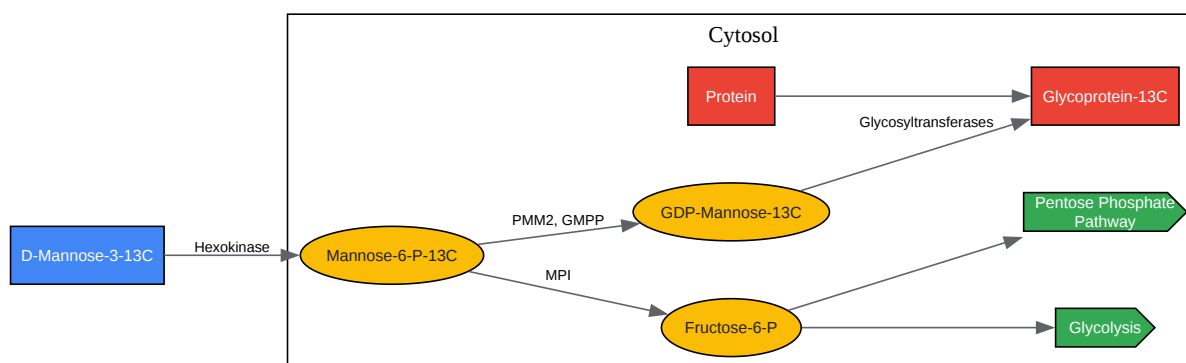 Cytosol
Protein
Glycoprotein-13C
Glycosyltransferases
Pentose Phosphate
Pathway
GDP-Mannose-13C
PMM2, GMPP
D-Mannose-3-13C
Hexokinase
Mannose-6-P-13C
MPI
Fructose-6-P
Glycolysis